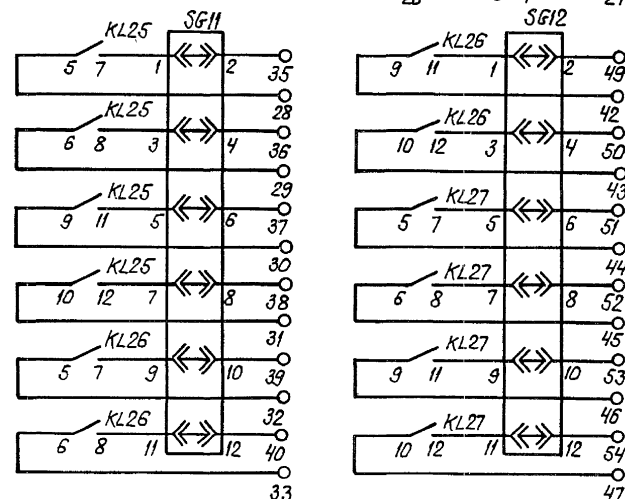 SG11 SG12
KL25 5 7 1 2 35 KL26 9 11 1 2 49
28 42
KL25 6 8 3 4 36 KL26 10 12 3 4 50
29 43
KL25 9 11 5 6 37 KL27 5 7 5 6 51
30 44
KL25 10 12 7 8 38 KL27 6 8 7 8 52
31 45
KL26 5 7 9 10 39 KL27 9 11 9 10 53
32 46
KL26 6 8 11 12 40 KL27 10 12 11 12 54
33 47